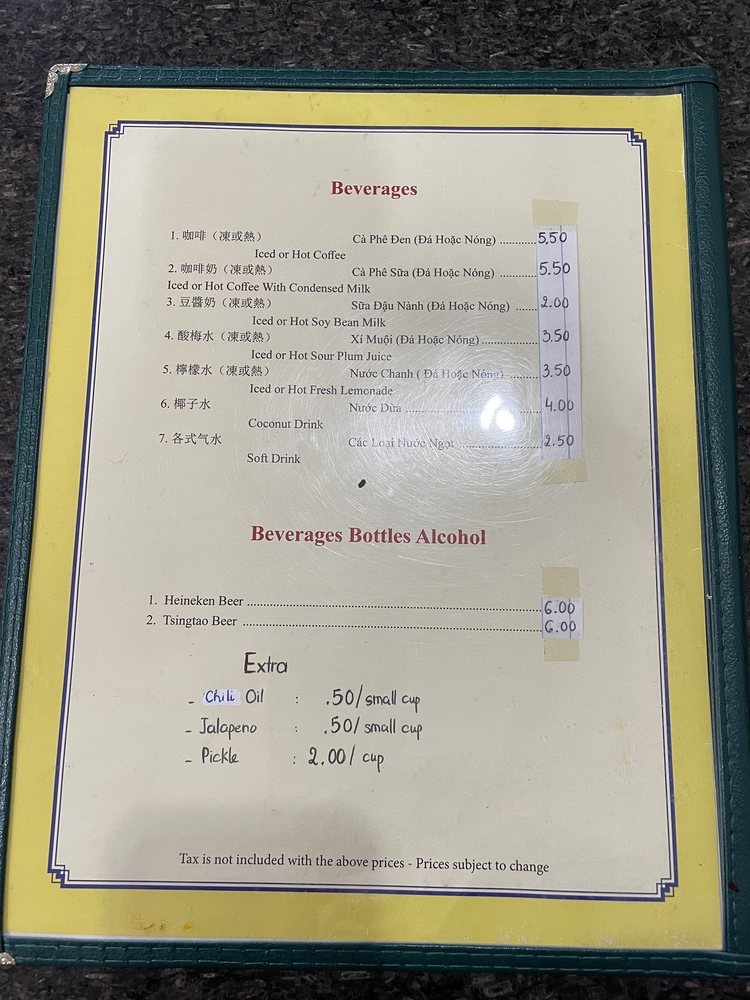 Beverages
1. 咖啡（凍或熱） Cà Phê Đen (Đá Hoặc Nóng) .......... 5.50
Iced or Hot Coffee
2. 咖啡奶（凍或熱） Cà Phê Sữa (Đá Hoặc Nóng) .......... 5.50
Iced or Hot Coffee With Condensed Milk
3. 豆醬奶（凍或熱） Sữa Đậu Nành (Đá Hoặc Nóng) ...... 2.00
Iced or Hot Soy Bean Milk
4. 酸梅水（凍或熱） Xí Muội (Đá Hoặc Nóng).............. 3.50
Iced or Hot Sour Plum Juice
5. 檸檬水（凍或熱） Nước Chanh ( Đá Hoặc Nóng) ........ 3.50
Iced or Hot Fresh Lemonade
6. 椰子水 Nước Dừa .......... 4.00
Coconut Drink
7. 各式气水 Các Loại Nước Ngọt .......... 2.50
Soft Drink
Beverages Bottles Alcohol
1. Heineken Beer .......... 6.00
2. Tsingtao Beer .......... 6.00
Extra
- Chili Oil : .50/ small cup
- Jalapeno : .50/ small cup
- Pickle : 2.00/ cup
Tax is not included with the above prices - Prices subject to change